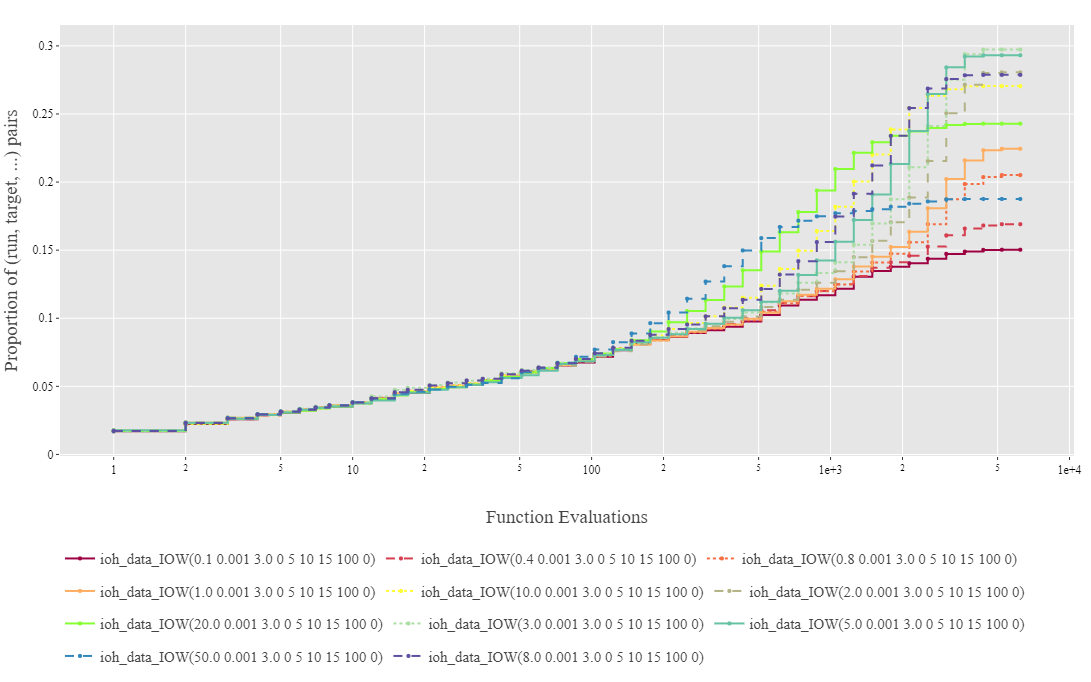 Proportion of (run, target, ...) pairs
0.3
0.25
0.2
0.15
0.1
0.05
0
1 2 5 10 2 5 100 2 5 1e+3 2 5 1e+4
Function Evaluations
ioh_data_IOW(0.1 0.001 3.0 0 5 10 15 100 0) ioh_data_IOW(0.4 0.001 3.0 0 5 10 15 100 0) ioh_data_IOW(0.8 0.001 3.0 0 5 10 15 100 0)
ioh_data_IOW(1.0 0.001 3.0 0 5 10 15 100 0) ioh_data_IOW(10.0 0.001 3.0 0 5 10 15 100 0) ioh_data_IOW(2.0 0.001 3.0 0 5 10 15 100 0)
ioh_data_IOW(20.0 0.001 3.0 0 5 10 15 100 0) ioh_data_IOW(3.0 0.001 3.0 0 5 10 15 100 0) ioh_data_IOW(5.0 0.001 3.0 0 5 10 15 100 0)
ioh_data_IOW(50.0 0.001 3.0 0 5 10 15 100 0) ioh_data_IOW(8.0 0.001 3.0 0 5 10 15 100 0)